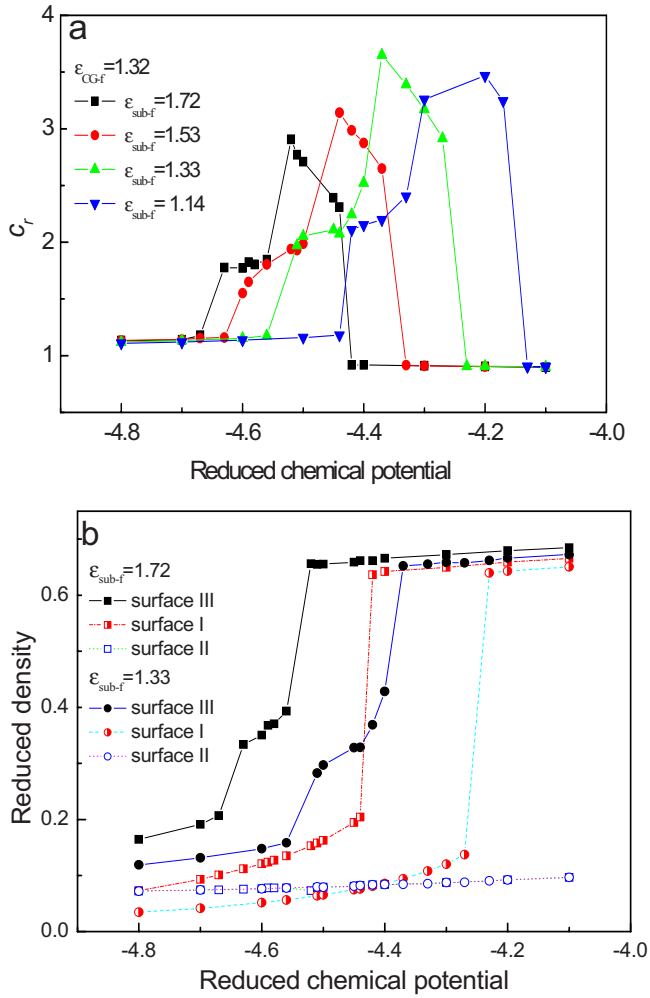 a
4
3
2
1
c_r
ε_CG-f=1.32
ε_sub-f=1.72
ε_sub-f=1.53
ε_sub-f=1.33
ε_sub-f=1.14
-4.8 -4.6 -4.4 -4.2 -4.0
Reduced chemical potential
b
0.6
0.4
0.2
0.0
Reduced density
ε_sub-f=1.72
surface III
surface I
surface II
ε_sub-f=1.33
surface III
surface I
surface II
-4.8 -4.6 -4.4 -4.2 -4.0
Reduced chemical potential